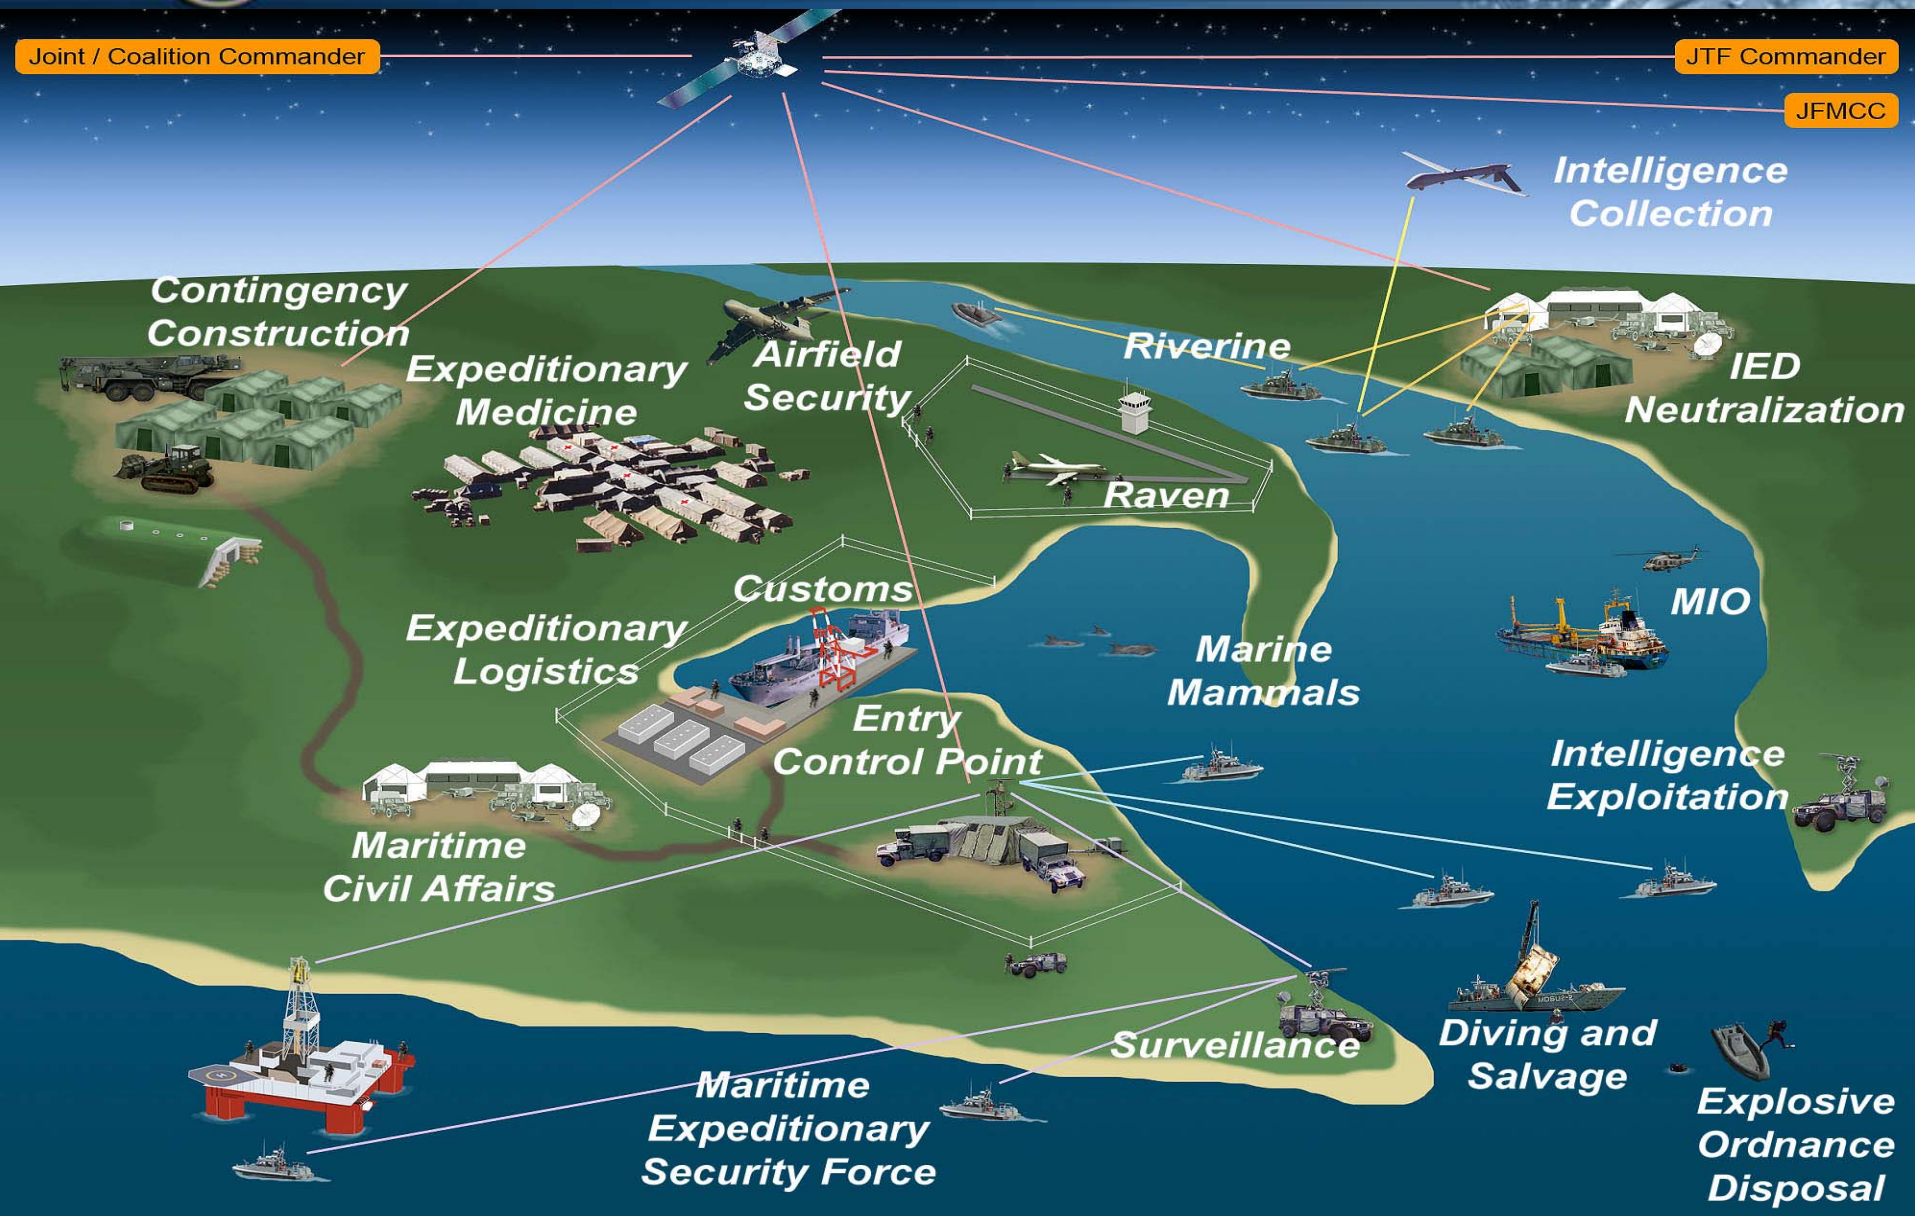 Joint / Coalition Commander
JTF Commander
JFMCC
Intelligence
Collection
Contingency
Construction
Expeditionary
Medicine
Airfield
Security
Riverine
IED
Neutralization
Raven
Customs
Expeditionary
Logistics
MIO
Marine
Mammals
Entry
Control Point
Intelligence
Exploitation
Maritime
Civil Affairs
MDSU2-2
Surveillance
Diving and
Salvage
Maritime
Expeditionary
Security Force
Explosive
Ordnance
Disposal